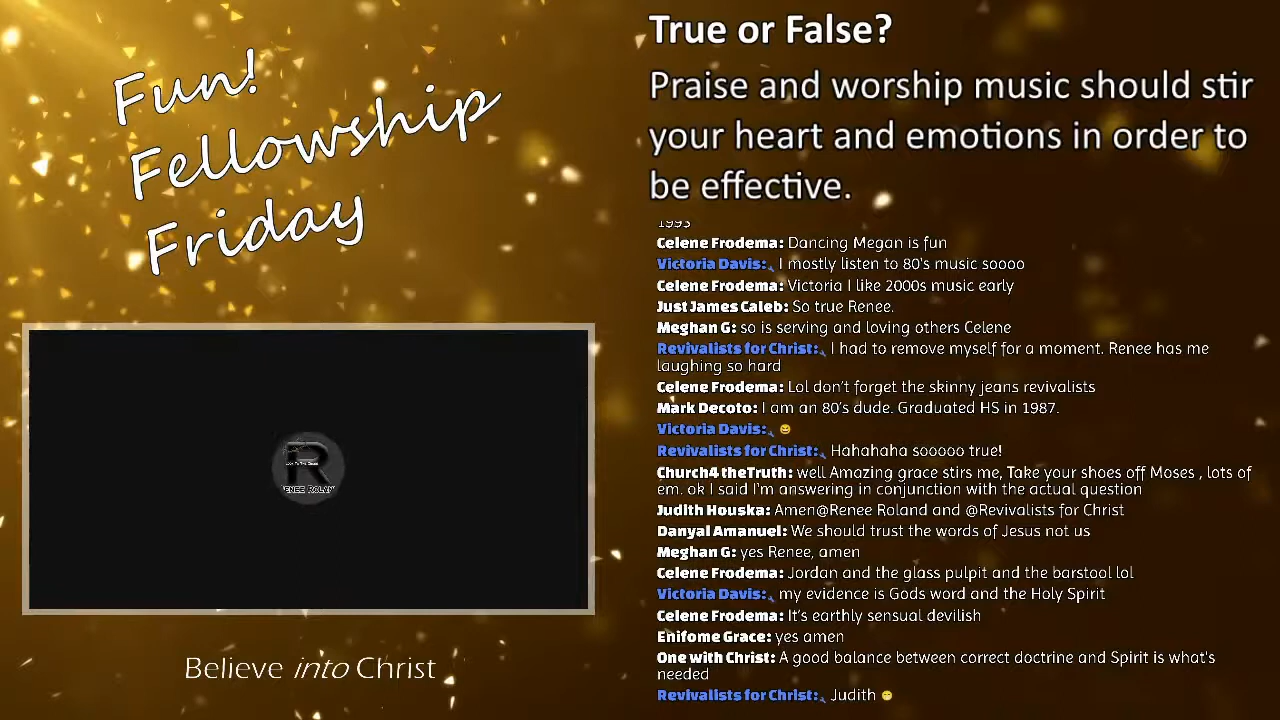 Fun!
Fellowship
Friday
True or False?
Praise and worship music should stir
your heart and emotions in order to
be effective.
1993
Celene Frodema: Dancing Megan is fun
Victoria Davis: I mostly listen to 80's music soooo
Celene Frodema: Victoria I like 2000s music early
Just James Caleb: So true Renee.
Meghan G: so is serving and loving others Celene
Revivalists for Christ: I had to remove myself for a moment. Renee has me
laughing so hard
Celene Frodema: Lol don't forget the skinny jeans revivalists
Mark Decoto: I am an 80's dude. Graduated HS in 1987.
Victoria Davis: 😊
Revivalists for Christ: Hahahaha sooooo true!
Church4theTruth: well Amazing grace stirs me, Take your shoes off Moses , lots of
em. ok I said I'm answering in conjunction with the actual question
Judith Houska: Amen@Renee Roland and @Revivalists for Christ
Danyal Amanuel: We should trust the words of Jesus not us
Meghan G: yes Renee, amen
Celene Frodema: Jordan and the glass pulpit and the barstool lol
Victoria Davis: my evidence is Gods word and the Holy Spirit
Celene Frodema: It's earthly sensual devilish
Enifome Grace: yes amen
One with Christ: A good balance between correct doctrine and Spirit is what's
needed
Revivalists for Christ: Judith 😊
R
Believe into Christ